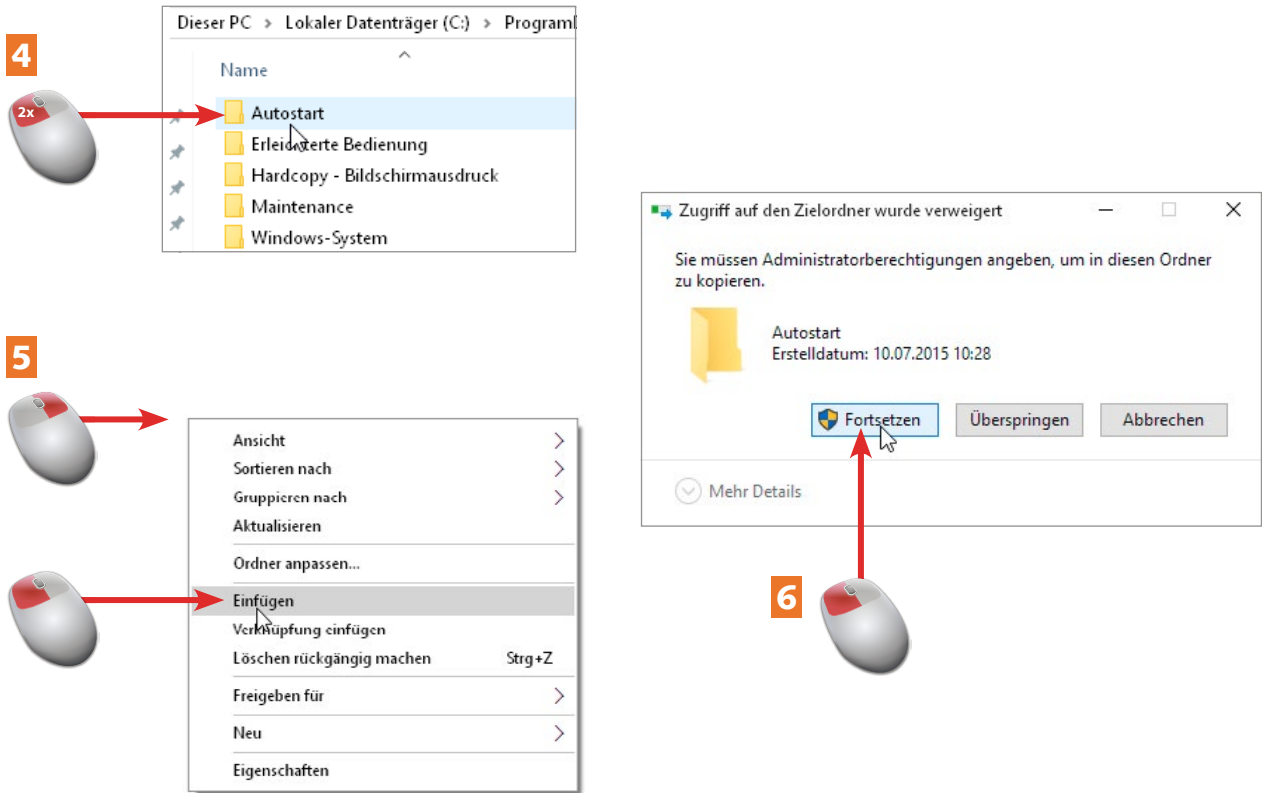 4
Dieser PC > Lokaler Datenträger (C:) >
Name
2x
Autostart
Erleichterte Bedienung
Hardcopy - Bildschirmausdruck
Maintenance
Windows-System
5
Ansicht
Sortieren nach
Gruppieren nach
Aktualisieren
Ordner anpassen...
Einfügen
Verknüpfung einfügen
Löschen rückgängig machen Strg+Z
Freigeben für
Neu
Eigenschaften
Zugriff auf den Zielordner wurde verweigert
Sie müssen Administratorberechtigungen angeben, um in diesen Ordner
zu kopieren.
Autostart
Erstelldatum: 10.07.2015 10:28
Fortsetzen Überspringen Abbrechen
Mehr Details
6